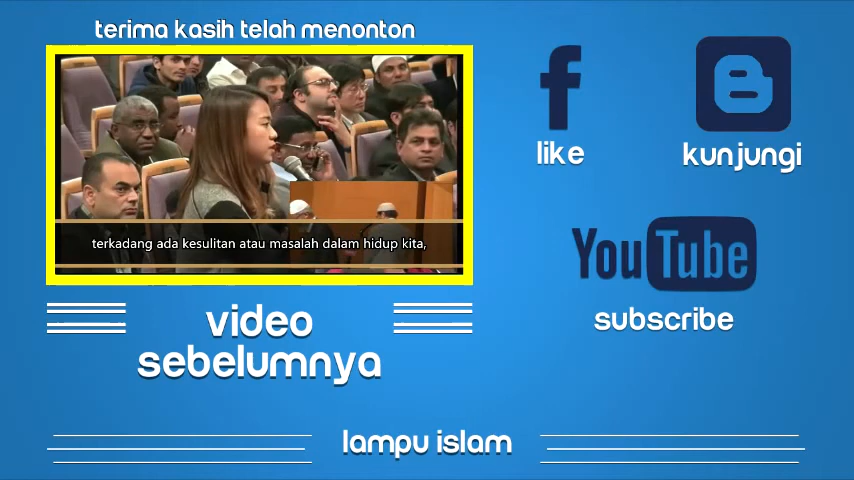 terima kasih telah menonton
terkadang ada kesulitan atau masalah dalam hidup kita,
video
sebelumnya
like
kunjungi
YouTube
subscribe
lampu islam